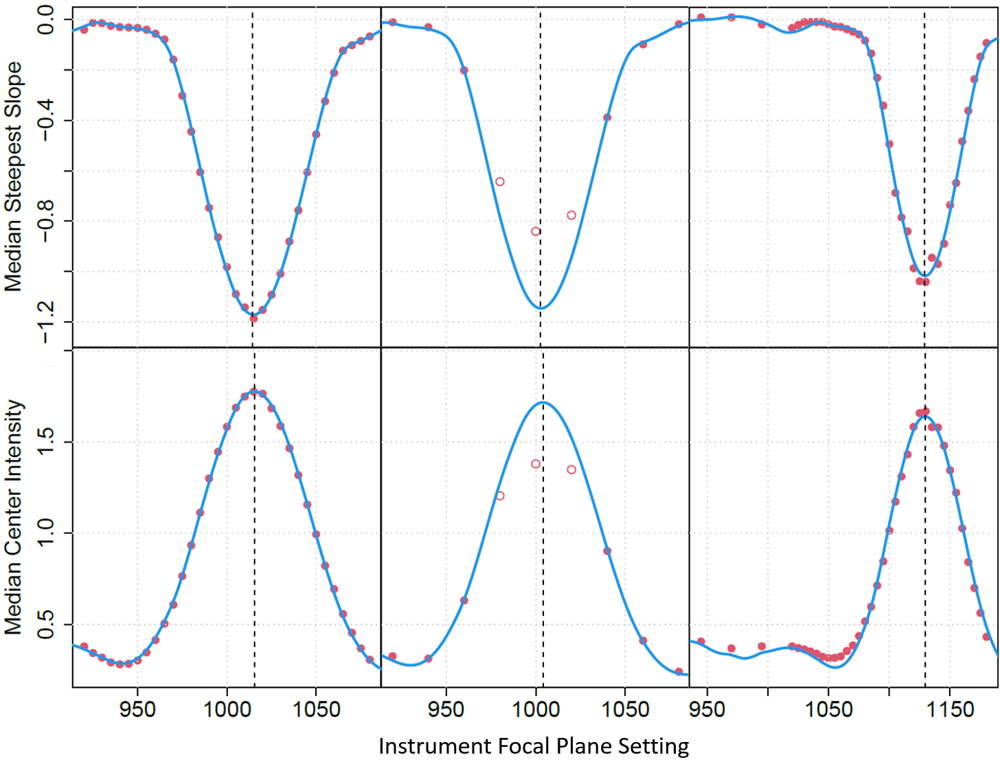 Median Steepest Slope
0.0
−0.4
−0.8
−1.2
Median Center Intensity
1.5
1.0
0.5
950 1000 1050 950 1000 1050 950 1050 1150
Instrument Focal Plane Setting